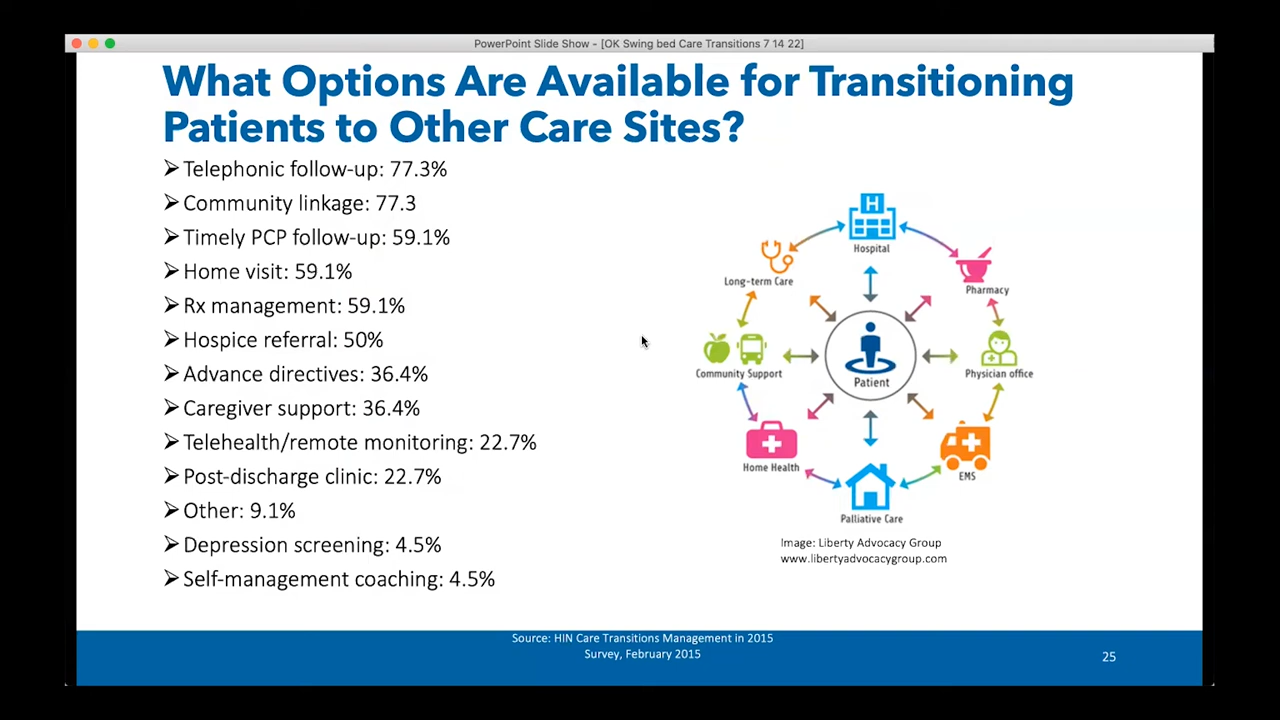 PowerPoint Slide Show - [OK Swing bed Care Transitions 7 14 22]
What Options Are Available for Transitioning
Patients to Other Care Sites?
Telephonic follow-up: 77.3%
Community linkage: 77.3
Timely PCP follow-up: 59.1%
Home visit: 59.1%
Rx management: 59.1%
Hospice referral: 50%
Advance directives: 36.4%
Caregiver support: 36.4%
Telehealth/remote monitoring: 22.7%
Post-discharge clinic: 22.7%
Other: 9.1%
Depression screening: 4.5%
Self-management coaching: 4.5%
H
Hospital
Long-term Care
Pharmacy
Community Support
Patient
Physician office
Home Health
EMS
Palliative Care
Image: Liberty Advocacy Group
www.libertyadvocacygroup.com
Source: HIN Care Transitions Management in 2015
Survey, February 2015
25